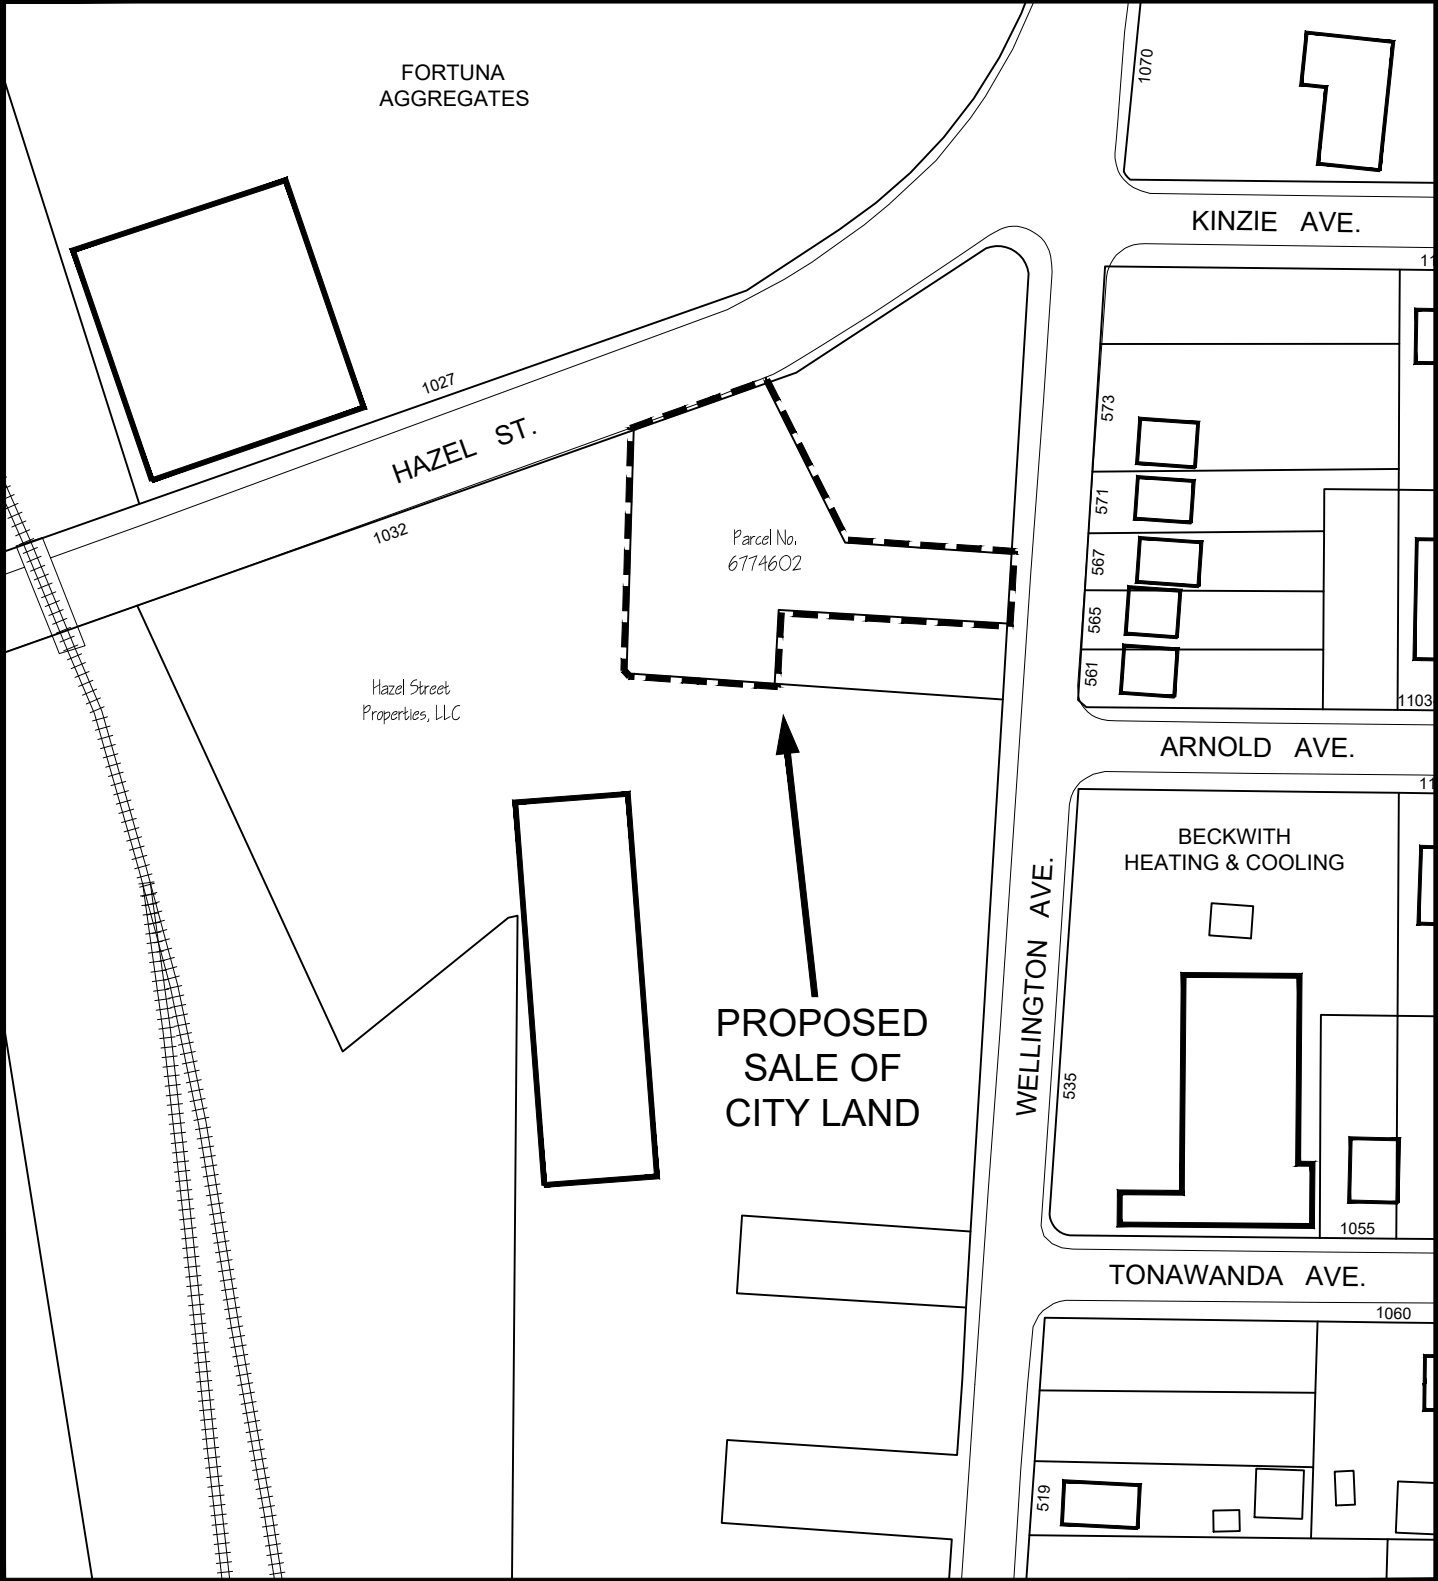 FORTUNA
AGGREGATES
1070
KINZIE AVE.
11
1027
HAZEL ST.
1032
573
571
567
565
561
Parcel No.
6774602
Hazel Street
Properties, LLC
1103
ARNOLD AVE.
11
BECKWITH
HEATING & COOLING
WELLINGTON AVE.
535
PROPOSED
SALE OF
CITY LAND
1055
TONAWANDA AVE.
1060
519